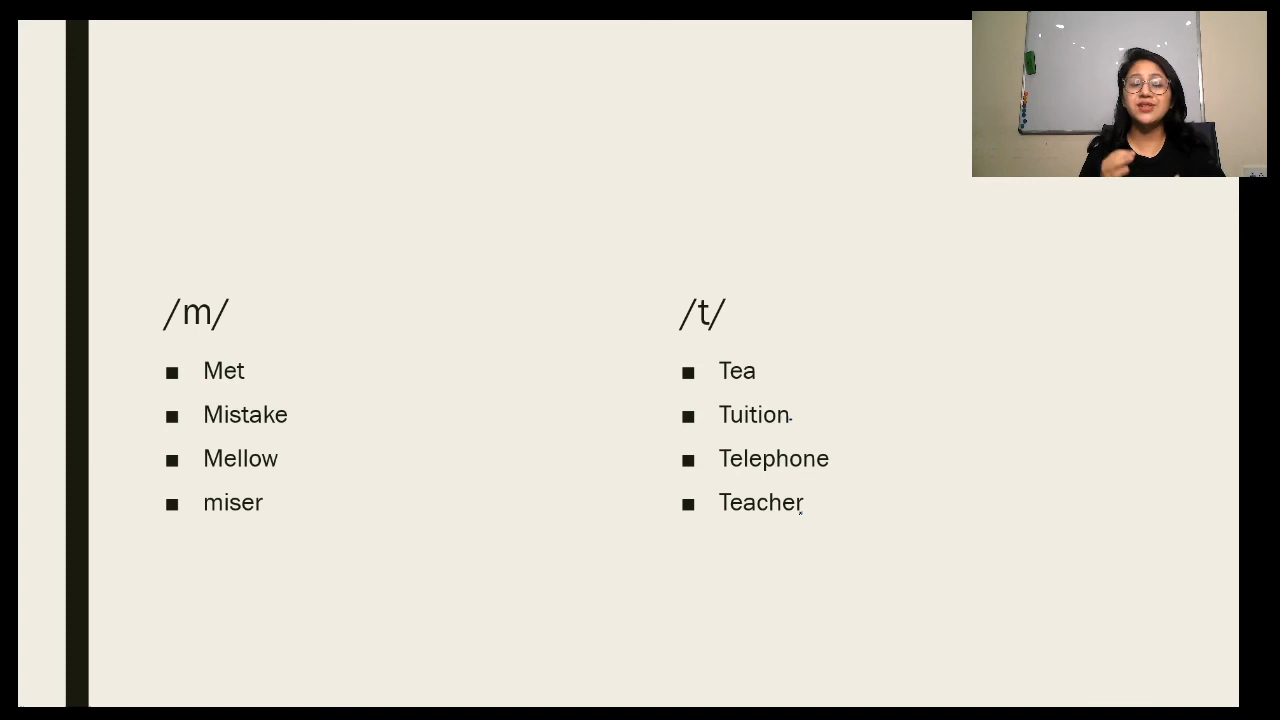 /m/
■ Met
■ Mistake
■ Mellow
■ miser
/t/
■ Tea
■ Tuition
■ Telephone
■ Teacher